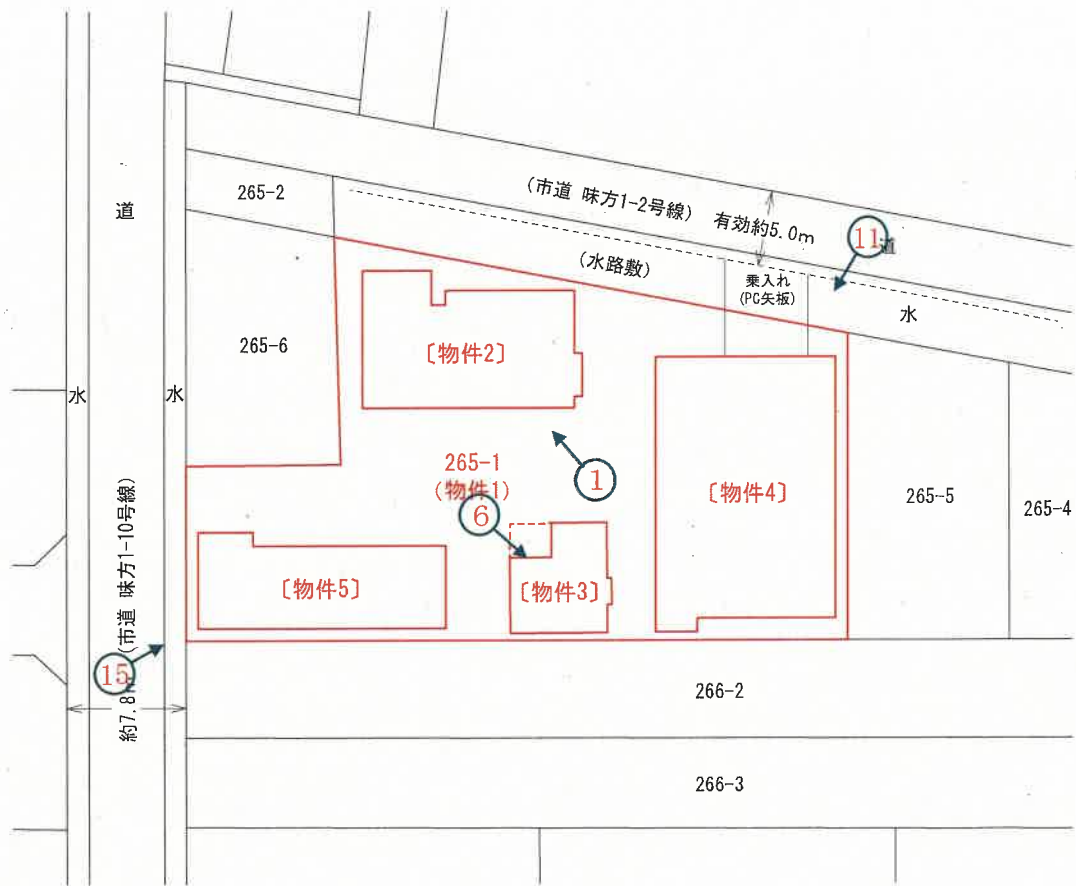 (市道 味方1-2号線) 有効約5.0m
265-2
道
⑪
道
(水路敷)
乗入れ
(PC矢板)
水
265-6
〔物件2〕
水
水
265-1
(物件1)
①
〔物件4〕
265-5
265-4
⑥
〔物件5〕
〔物件3〕
(市道 味方1-10号線)
⑮
約7.8m
266-2
266-3